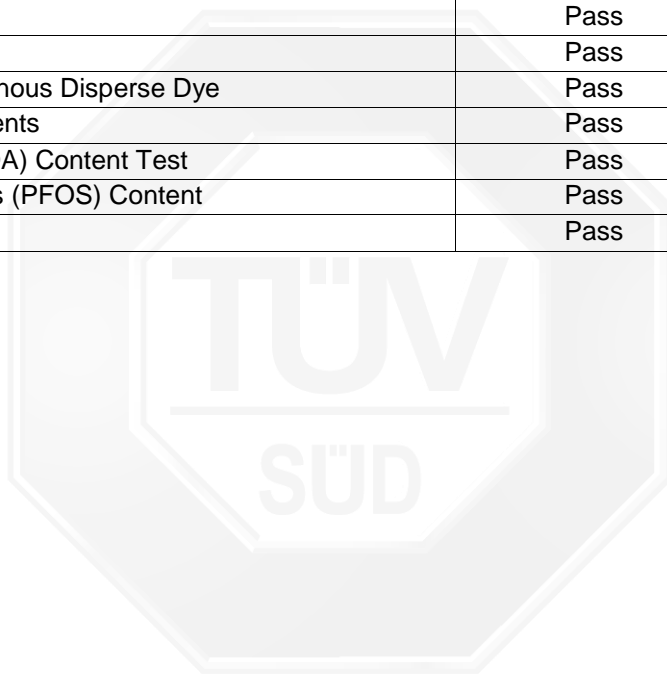 Pass
Pass
nous Disperse Dye Pass
ents Pass
A) Content Test Pass
s (PFOS) Content Pass
Pass
TÜV
SÜD